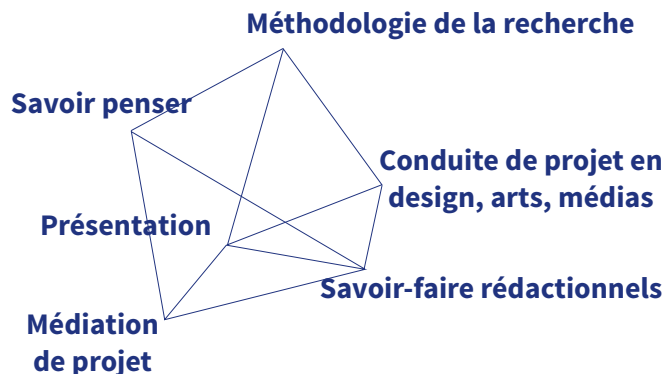 Méthodologie de la recherche
Savoir penser
Conduite de projet en
design, arts, médias
Présentation
Savoir-faire rédactionnels
Médiation
de projet